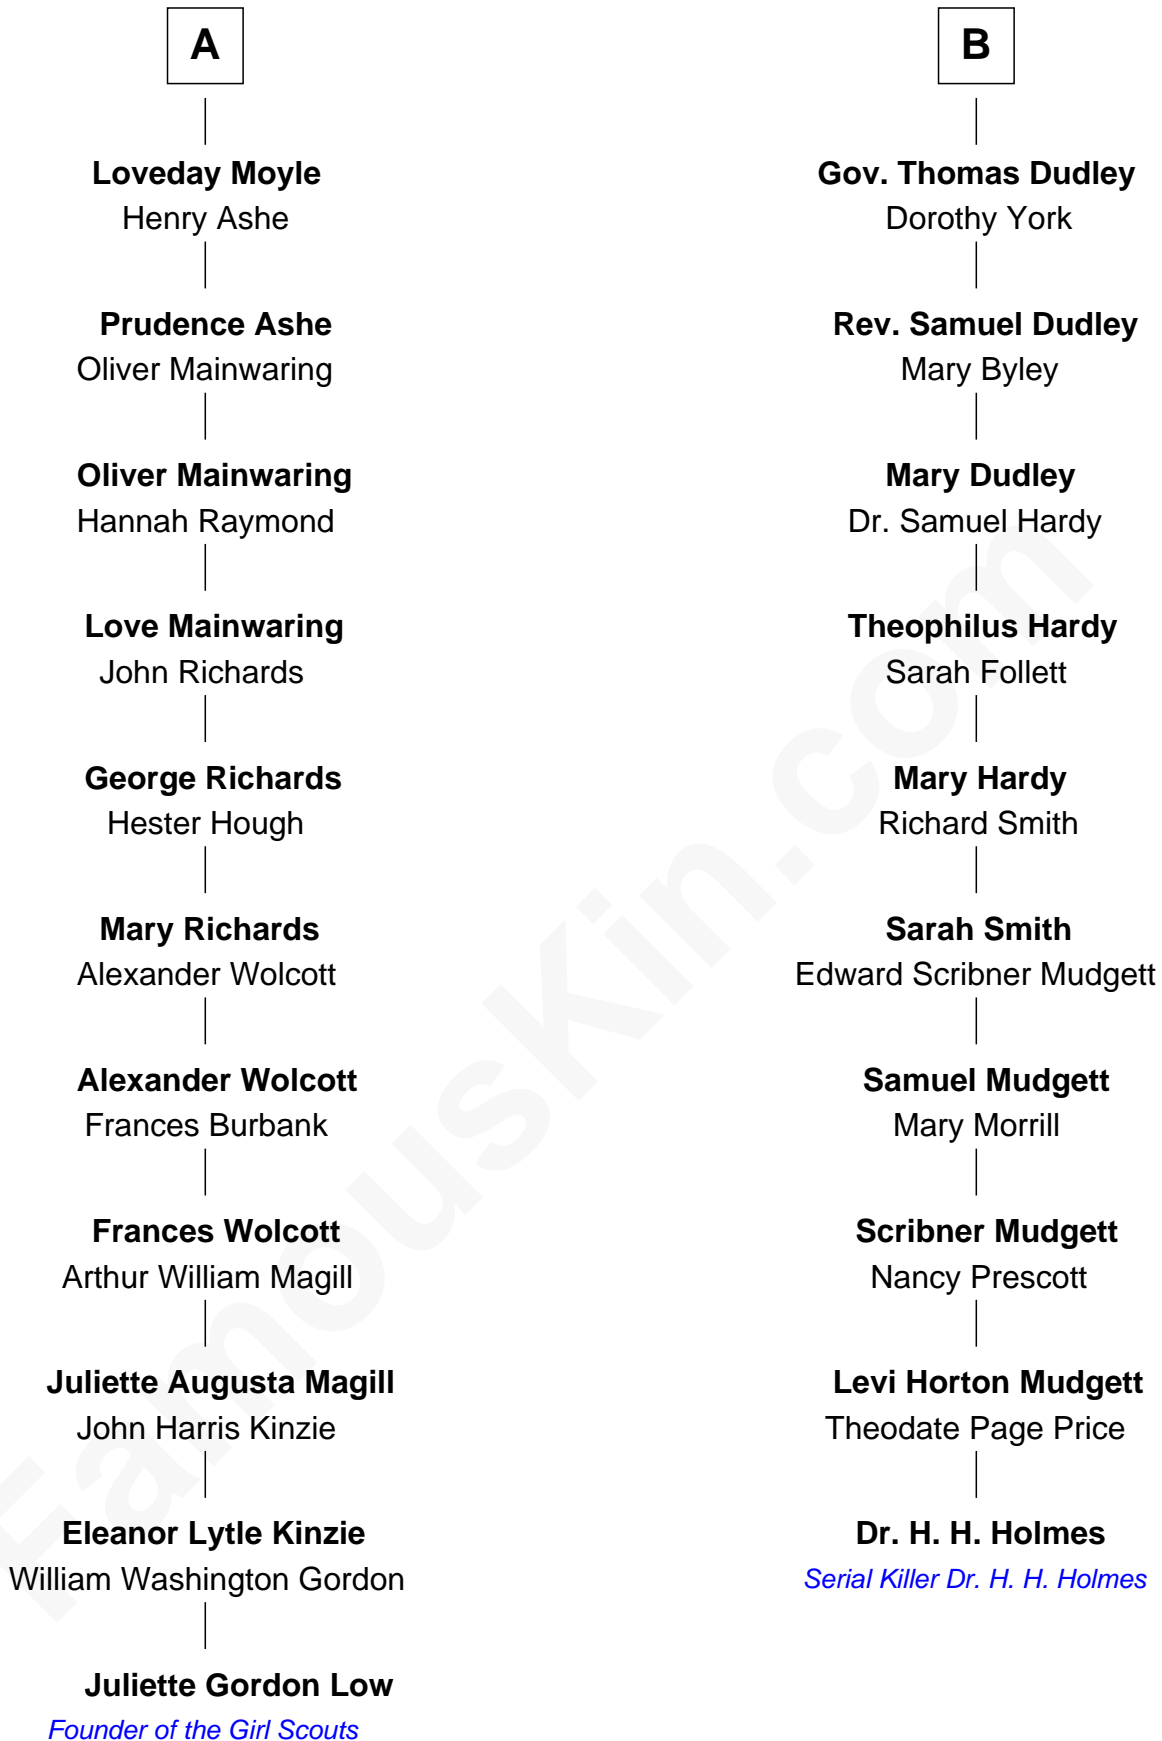 A
Loveday Moyle
Henry Ashe
Prudence Ashe
Oliver Mainwaring
Oliver Mainwaring
Hannah Raymond
Love Mainwaring
John Richards
George Richards
Hester Hough
Mary Richards
Alexander Wolcott
Alexander Wolcott
Frances Burbank
Frances Wolcott
Arthur William Magill
Juliette Augusta Magill
John Harris Kinzie
Eleanor Lytle Kinzie
William Washington Gordon
Juliette Gordon Low
Founder of the Girl Scouts
B
Gov. Thomas Dudley
Dorothy York
Rev. Samuel Dudley
Mary Byley
Mary Dudley
Dr. Samuel Hardy
Theophilus Hardy
Sarah Follett
Mary Hardy
Richard Smith
Sarah Smith
Edward Scribner Mudgett
Samuel Mudgett
Mary Morrill
Scribner Mudgett
Nancy Prescott
Levi Horton Mudgett
Theodate Page Price
Dr. H. H. Holmes
Serial Killer Dr. H. H. Holmes
FamousKin.com